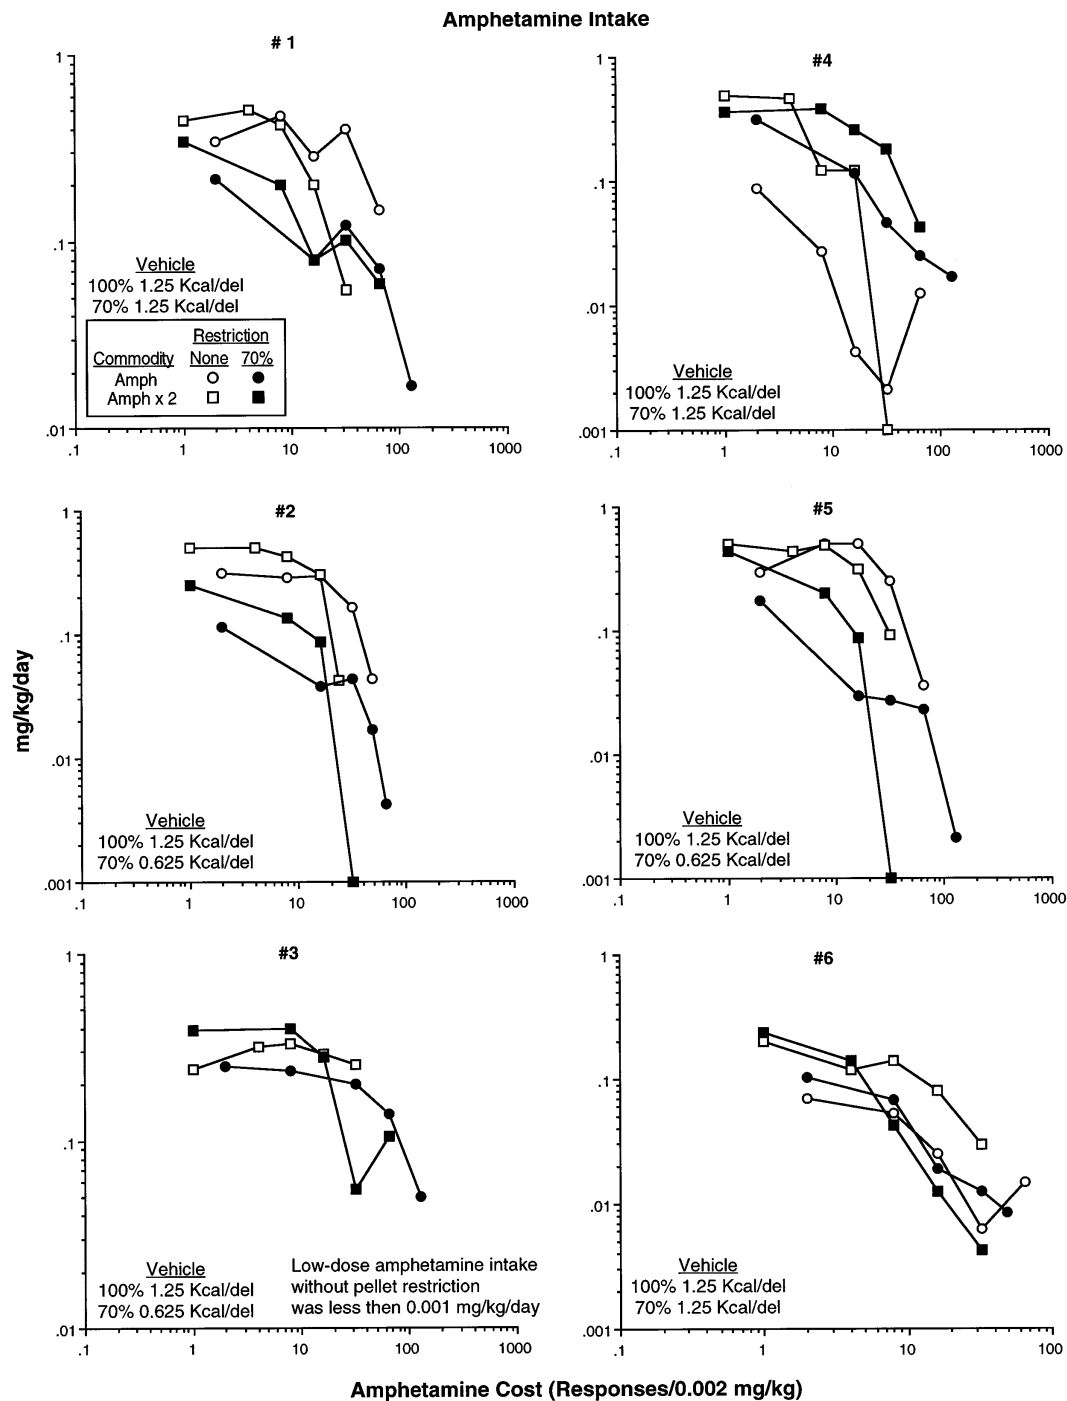 Amphetamine Intake
# 1
1
.1
.01
.1
1
10
100
1000
Vehicle
100% 1.25 Kcal/del
70% 1.25 Kcal/del
Restriction
Commodity None 70%
Amph
Amph x 2
#4
1
.1
.01
.001
.1
1
10
100
1000
Vehicle
100% 1.25 Kcal/del
70% 1.25 Kcal/del
#2
1
.1
.01
.001
.1
1
10
100
1000
Vehicle
100% 1.25 Kcal/del
70% 0.625 Kcal/del
mg/kg/day
#5
1
.1
.01
.001
.1
1
10
100
1000
Vehicle
100% 1.25 Kcal/del
70% 0.625 Kcal/del
#3
1
.1
.01
.1
1
10
100
1000
Vehicle
100% 1.25 Kcal/del
70% 0.625 Kcal/del
Low-dose amphetamine intake
without pellet restriction
was less then 0.001 mg/kg/day
#6
1
.1
.01
.001
.1
1
10
100
Vehicle
100% 1.25 Kcal/del
70% 1.25 Kcal/del
Amphetamine Cost (Responses/0.002 mg/kg)